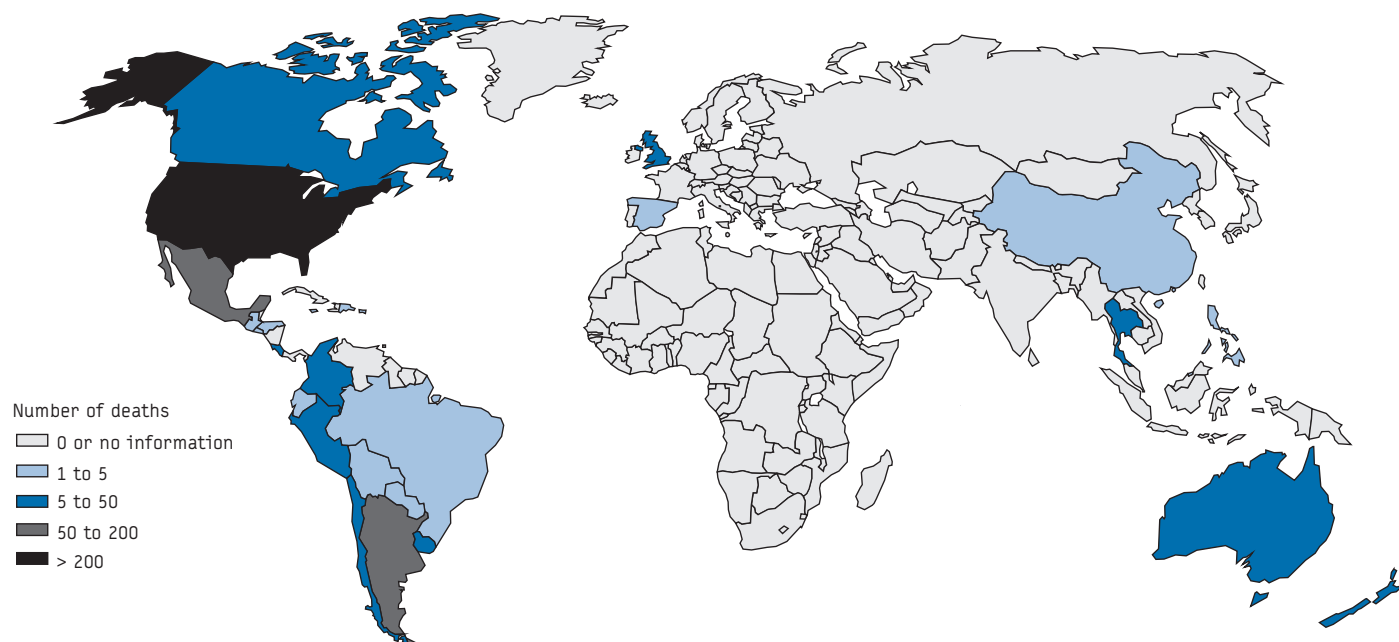 Number of deaths
0 or no information
1 to 5
5 to 50
50 to 200
> 200